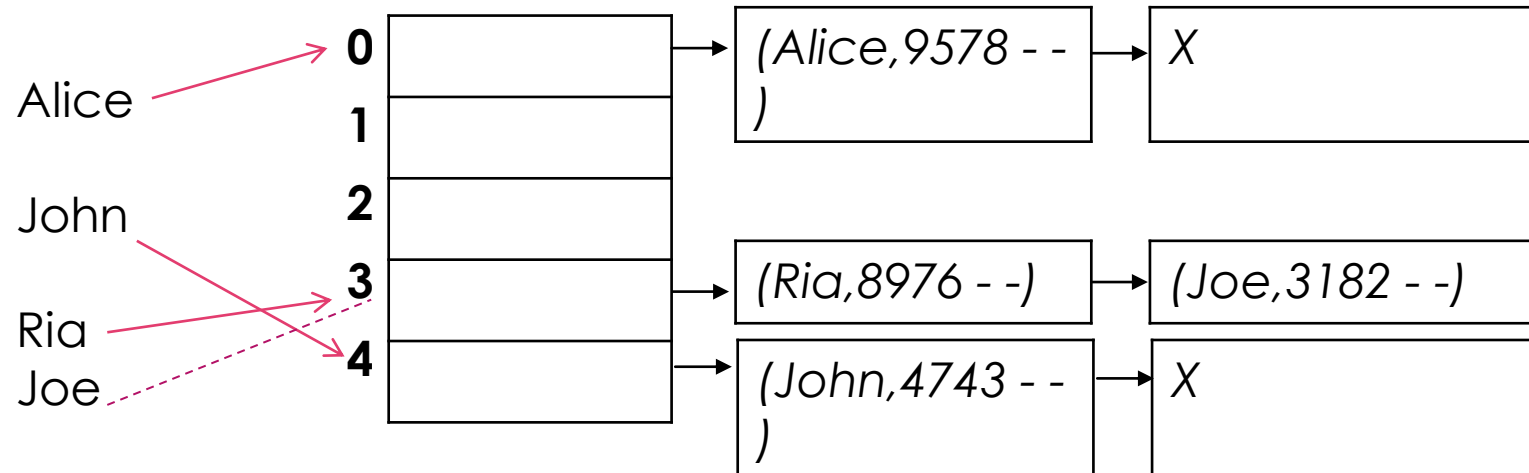 Alice
John
Ria
Joe
0
1
2
3
4
(Alice,9578 - -
)
X
(Ria,8976 - -)
(Joe,3182 - -)
(John,4743 - -
)
X